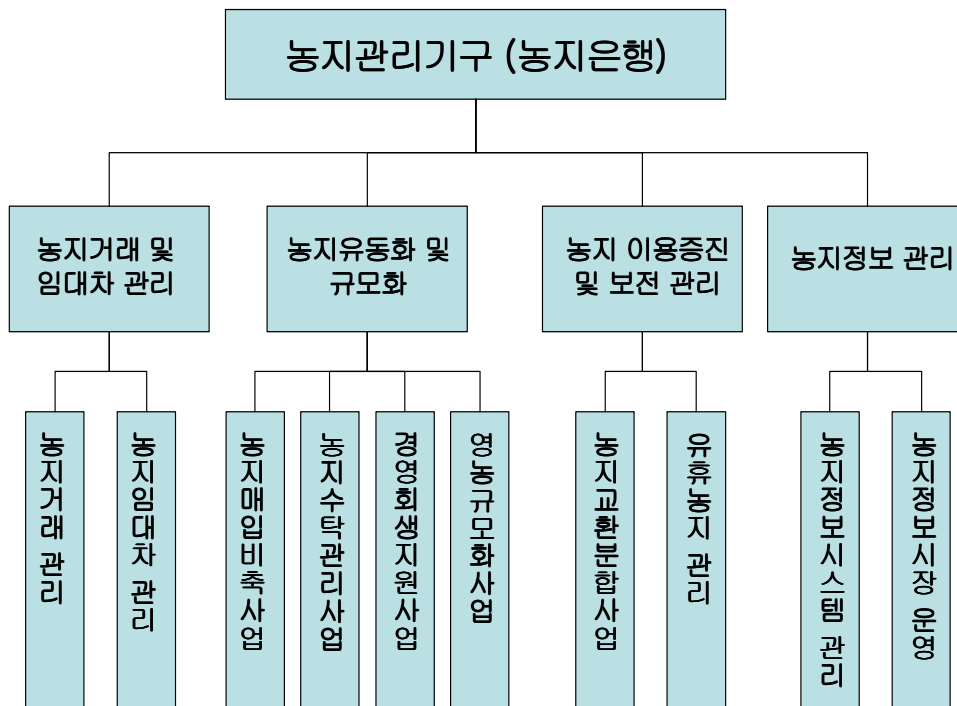 농지관리기구 (농지은행)
농지거래 및
임대차 관리
농지유동화 및
규모화
농지 이용증진
및 보전 관리
농지정보 관리
농지거래 관리
농지임대차 관리
농지매입비축사업
농지수탁관리사업
경영회생지원사업
영농규모화사업
농지교환분합사업
유휴농지 관리
농지정보시스템 관리
농지정보시장 운영